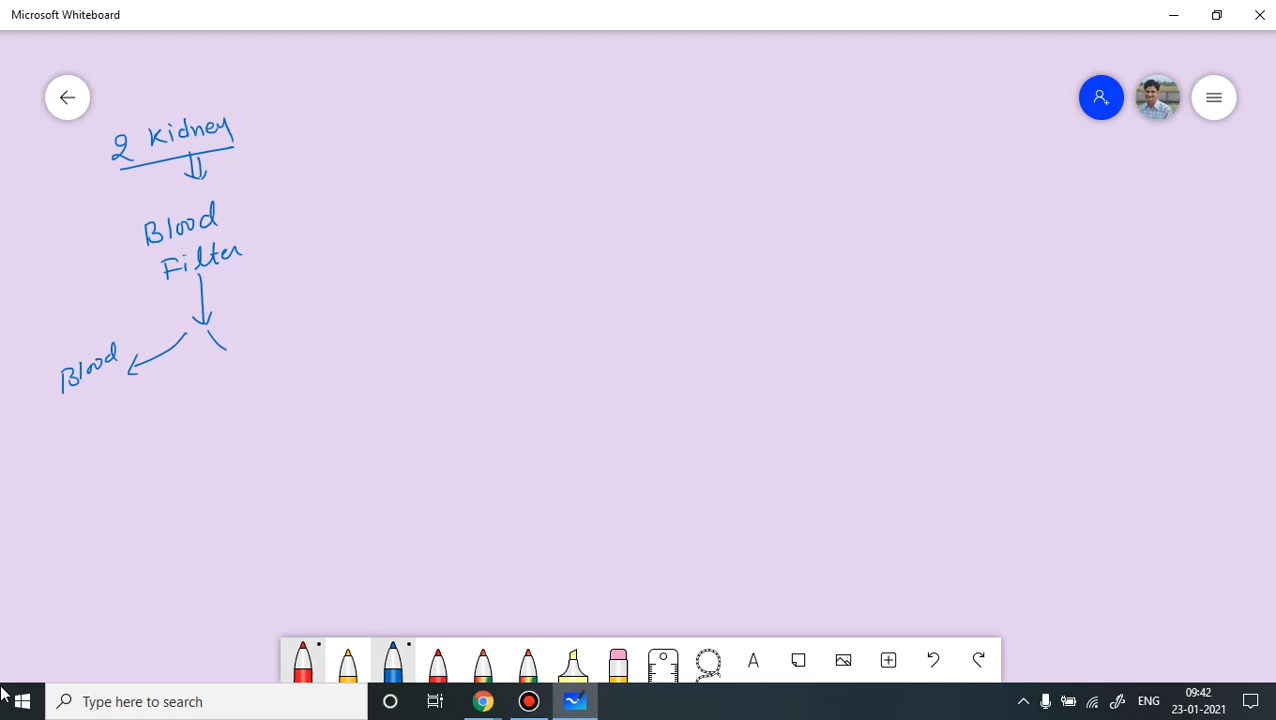 Microsoft Whiteboard
2 Kidney
Blood
Filter
Blood
A
Type here to search
ENG
09:42
23-01-2021